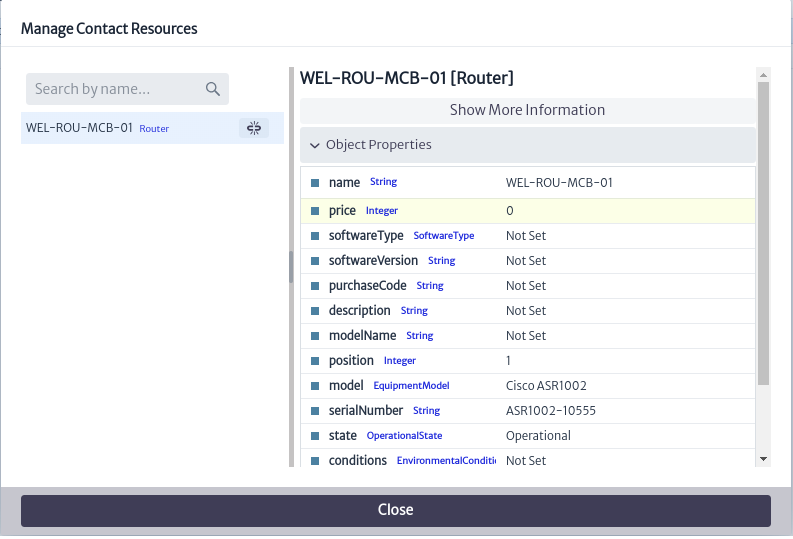 Manage Contact Resources
Search by name...
WEL-ROU-MCB-01 Router
WEL-ROU-MCB-01 [Router]
Show More Information
Object Properties
name String WEL-ROU-MCB-01
price Integer 0
softwareType SoftwareType Not Set
softwareVersion String Not Set
purchaseCode String Not Set
description String Not Set
modelName String Not Set
position Integer 1
model EquipmentModel Cisco ASR1002
serialNumber String ASR1002-10555
state OperationalState Operational
conditions EnvironmentalConditi Not Set
Close